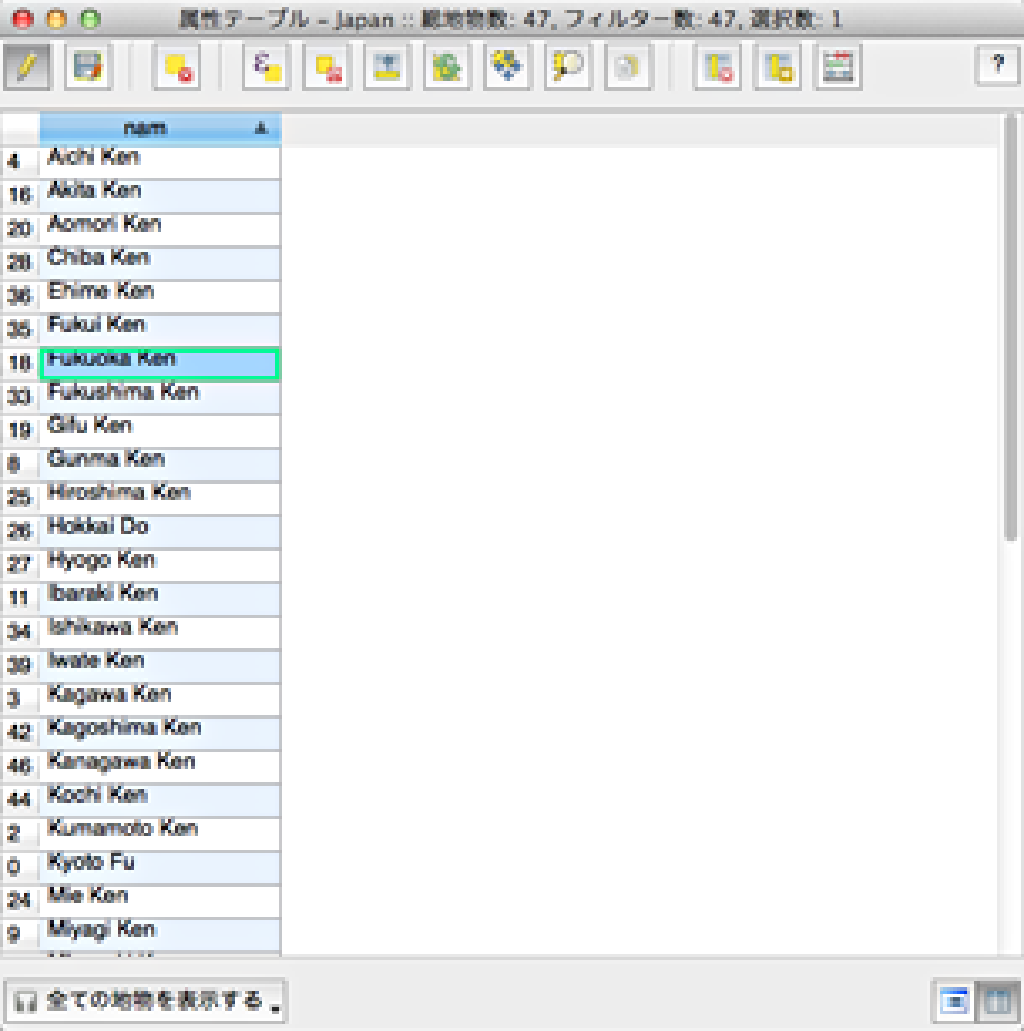 属性テーブル - Japan :: 総地物数: 47, フィルター数: 47, 選択数: 1
ε
?
nam
4 Aichi Ken
16 Akita Ken
20 Aomori Ken
28 Chiba Ken
36 Ehime Ken
35 Fukui Ken
18 Fukuoka Ken
33 Fukushima Ken
19 Gifu Ken
8 Gunma Ken
25 Hiroshima Ken
26 Hokkai Do
27 Hyogo Ken
11 Ibaraki Ken
34 Ishikawa Ken
39 Iwate Ken
3 Kagawa Ken
42 Kagoshima Ken
46 Kanagawa Ken
44 Kochi Ken
2 Kumamoto Ken
0 Kyoto Fu
24 Mie Ken
9 Miyagi Ken
全ての地物を表示する